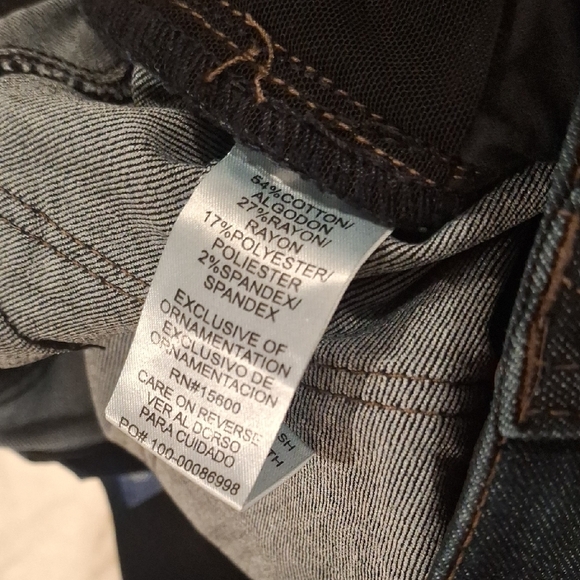 54%COTTON/
ALGODON
27%RAYON/
RAYON
17%POLYESTER/
POLIESTER
2%SPANDEX/
SPANDEX
EXCLUSIVE OF
ORNAMENTATION
EXCLUSIVO DE
ORNAMENTACION
RN#15600
CARE ON REVERSE
VER AL DORSO
PARA CUIDADO
PO# 100-00086998